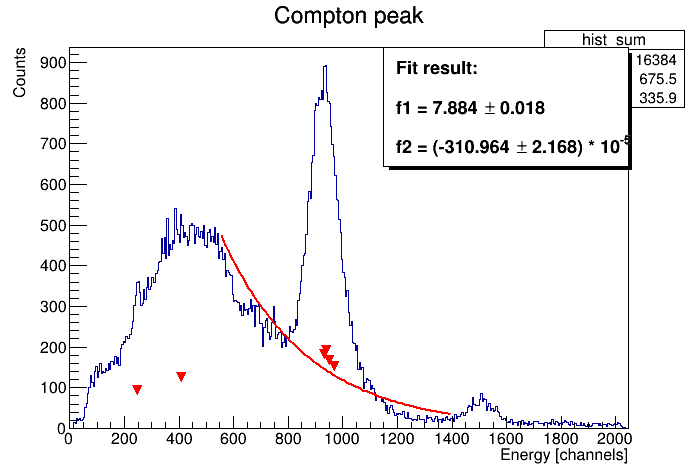 Compton peak
hist_sum
16384
675.5
335.9
Fit result:
f1 = 7.884 ± 0.018
f2 = (-310.964 ± 2.168) * 10^-5
Counts
900
800
700
600
500
400
300
200
100
0
0 200 400 600 800 1000 1200 1400 1600 1800 2000
Energy [channels]